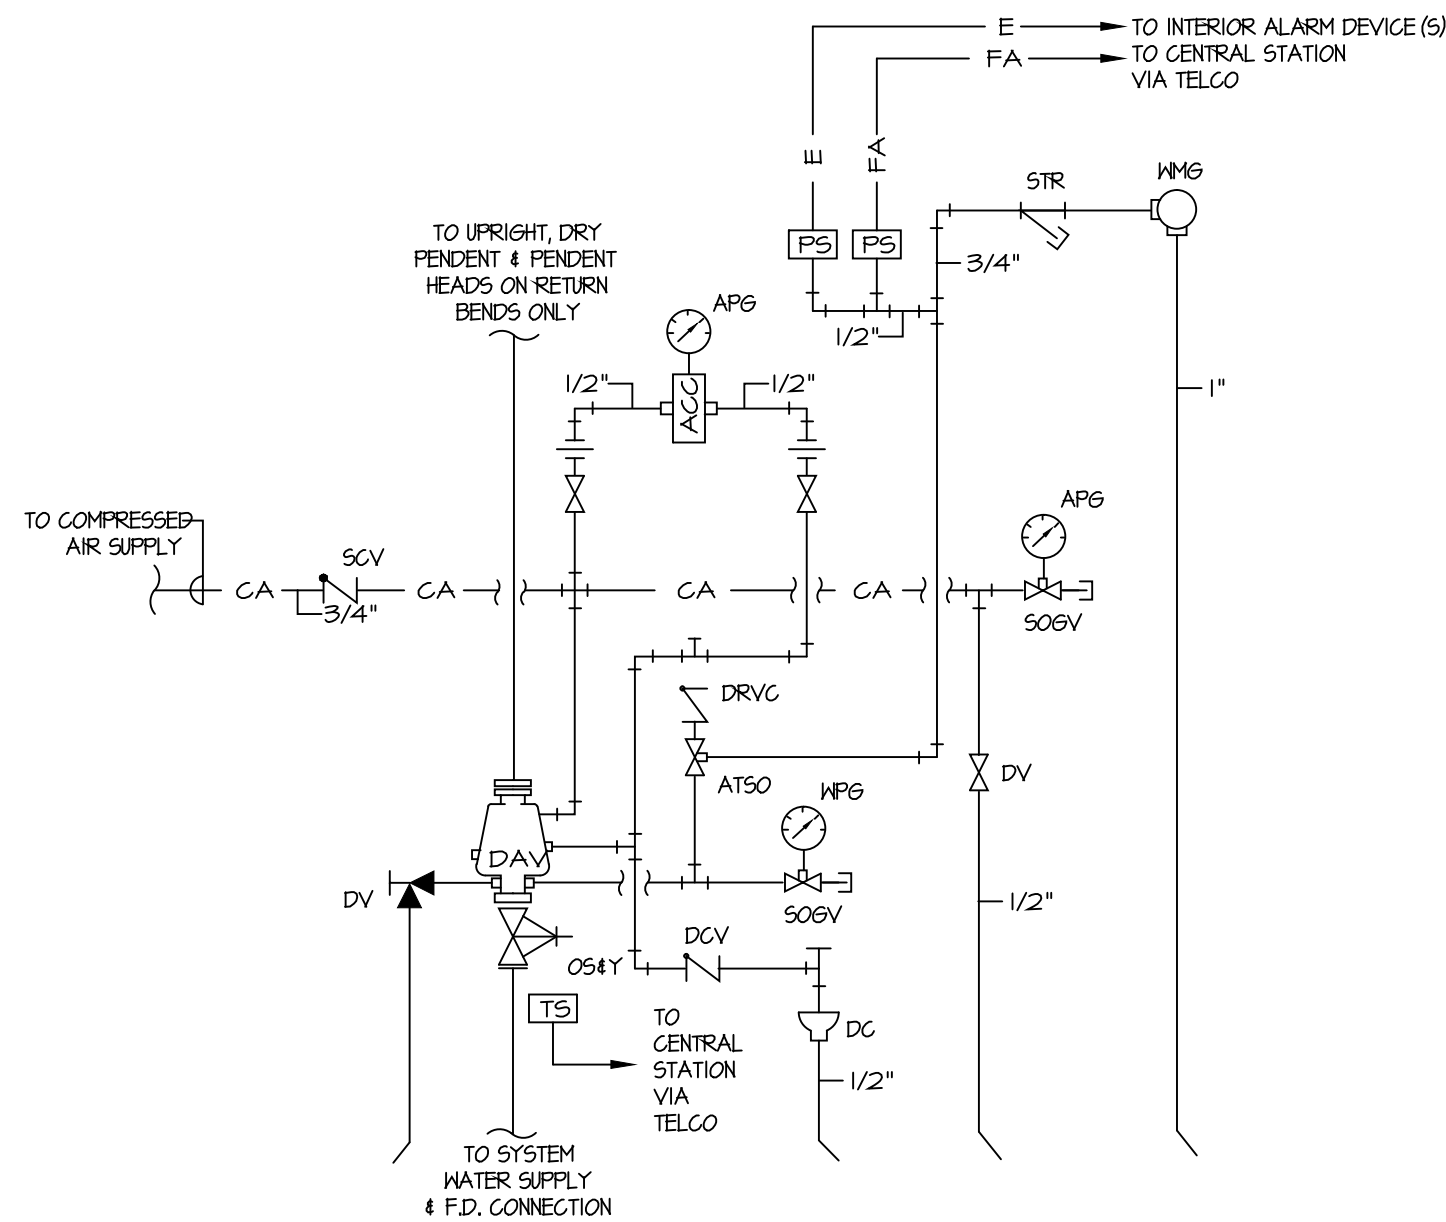 E
TO INTERIOR ALARM DEVICE(S)
FA
TO CENTRAL STATION
VIA TELCO
E
FA
STR
WMG
TO UPRIGHT, DRY
PENDENT & PENDENT
HEADS ON RETURN
BENDS ONLY
PS
PS
3/4"
APG
1/2"
1/2"
1/2"
ACC
1"
APG
TO COMPRESSED
AIR SUPPLY
SCV
CA
CA
CA
CA
3/4"
SOGV
DRVC
ATSO
DV
WPG
DAV
DV
SOGV
1/2"
DCV
OS&Y
TS
TO
CENTRAL
STATION
VIA
TELCO
DC
1/2"
TO SYSTEM
WATER SUPPLY
& F.D. CONNECTION